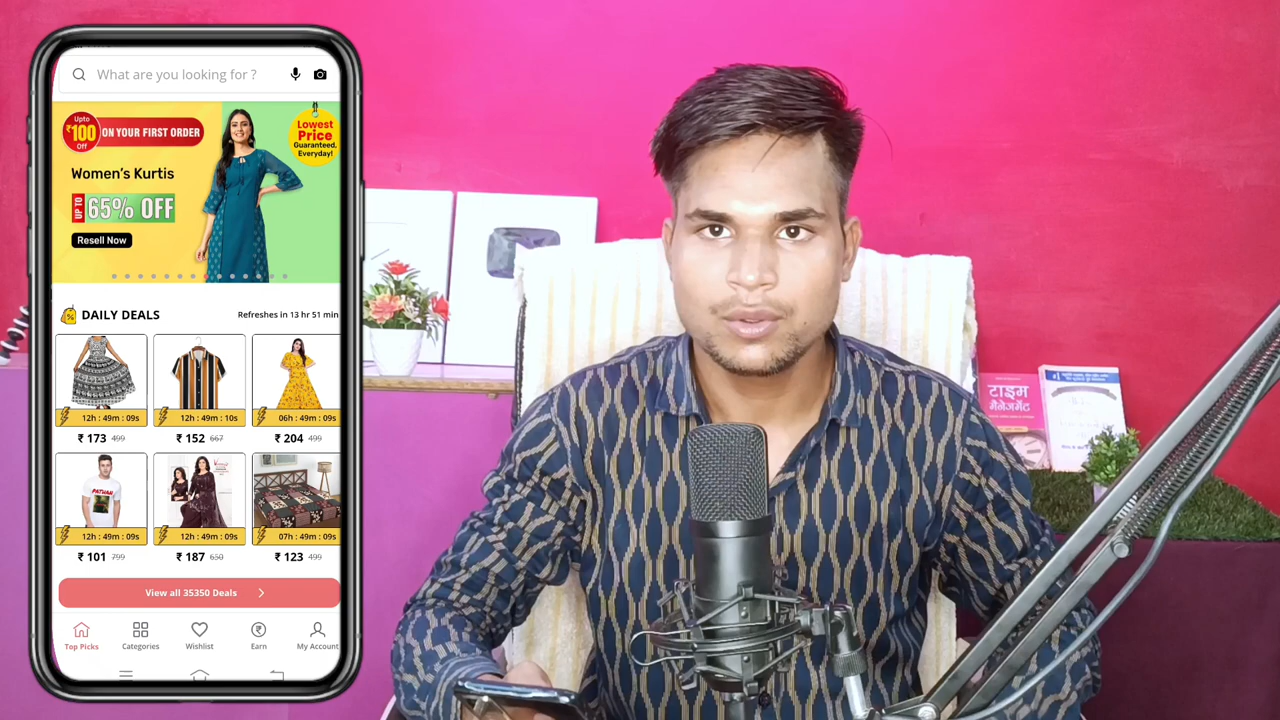 What are you looking for ?
Upto
₹100
Off
ON YOUR FIRST ORDER
Lowest
Price
Guaranteed,
Everyday!
Women's Kurtis
UP TO
65% OFF
Resell Now
DAILY DEALS
Refreshes in 13 hr 51 min
12h : 49m : 09s
12h : 49m : 10s
06h : 49m : 09s
₹ 173 499
₹ 152 667
₹ 204 499
PATHAN
12h : 49m : 09s
12h : 49m : 09s
07h : 49m : 09s
₹ 101 799
₹ 187 650
₹ 123 499
View all 35350 Deals
Top Picks
Categories
Wishlist
Earn
My Account
टाइम
मैनेजमेंट